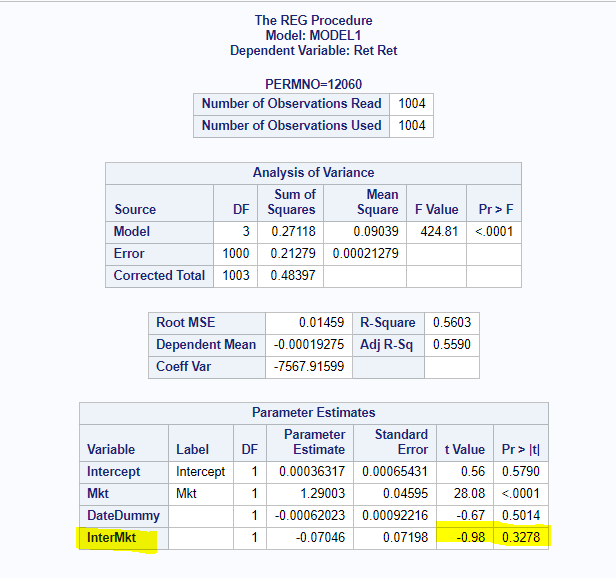 The REG Procedure
Model: MODEL1
Dependent Variable: Ret Ret
PERMNO=12060
Number of Observations Read 1004
Number of Observations Used 1004
Analysis of Variance
Source DF Sum of Squares Mean Square F Value Pr > F
Model 3 0.27118 0.09039 424.81 <.0001
Error 1000 0.21279 0.00021279
Corrected Total 1003 0.48397
Root MSE 0.01459 R-Square 0.5603
Dependent Mean -0.00019275 Adj R-Sq 0.5590
Coeff Var -7567.91599
Parameter Estimates
Variable Label DF Parameter Estimate Standard Error t Value Pr > |t|
Intercept Intercept 1 0.00036317 0.00065431 0.56 0.5790
Mkt Mkt 1 1.29003 0.04595 28.08 <.0001
DateDummy 1 -0.00062023 0.00092216 -0.67 0.5014
InterMkt 1 -0.07046 0.07198 -0.98 0.3278